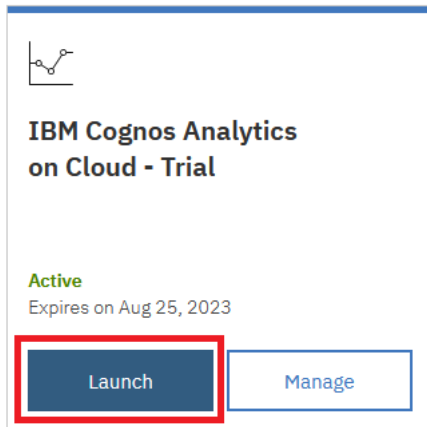 IBM Cognos Analytics
on Cloud - Trial
Active
Expires on Aug 25, 2023
Launch
Manage